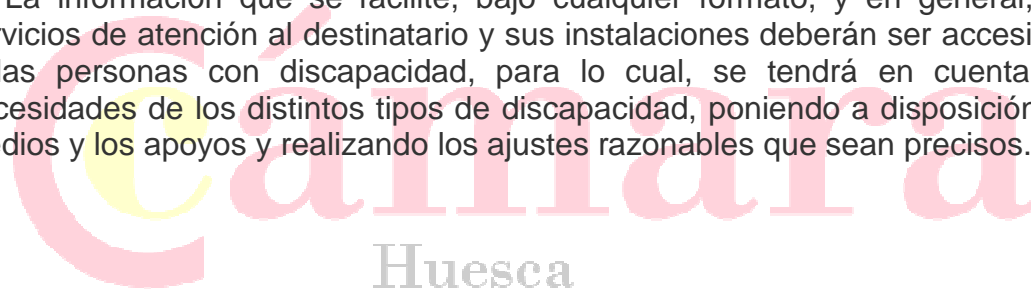 La información que se facilite, bajo cualquier formato, y en general,
rvicios de atención al destinatario y sus instalaciones deberán ser accesi
las personas con discapacidad, para lo cual, se tendrá en cuenta
cesidades de los distintos tipos de discapacidad, poniendo a disposición
dios y los apoyos y realizando los ajustes razonables que sean precisos.
cámara
Huesca